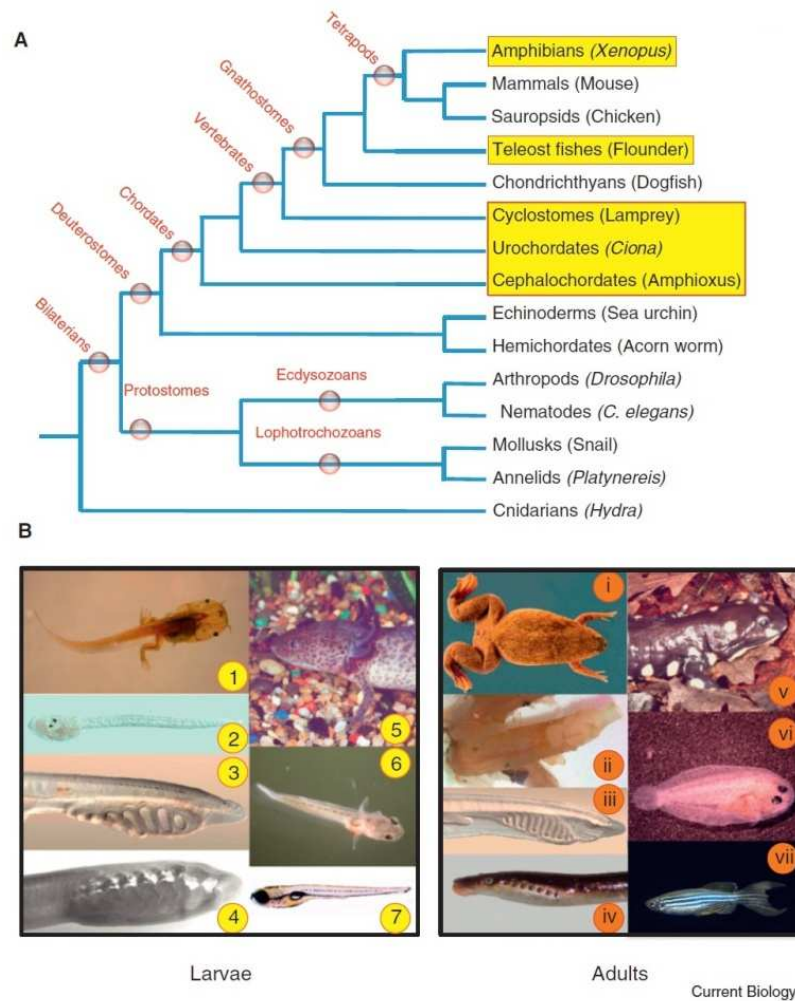 A
Tetrapods
Gnathostomes
Vertebrates
Chordates
Deuterostomes
Bilaterians
Protostomes
Ecdysozoans
Lophotrochozoans
Amphibians (Xenopus)
Mammals (Mouse)
Sauropsids (Chicken)
Teleost fishes (Flounder)
Chondrichthyans (Dogfish)
Cyclostomes (Lamprey)
Urochordates (Ciona)
Cephalochordates (Amphioxus)
Echinoderms (Sea urchin)
Hemichordates (Acorn worm)
Arthropods (Drosophila)
Nematodes (C. elegans)
Mollusks (Snail)
Annelids (Platynereis)
Cnidarians (Hydra)
B
1
2
3
4
5
6
7
i
ii
iii
iv
v
vi
vii
Larvae
Adults
Current Biology